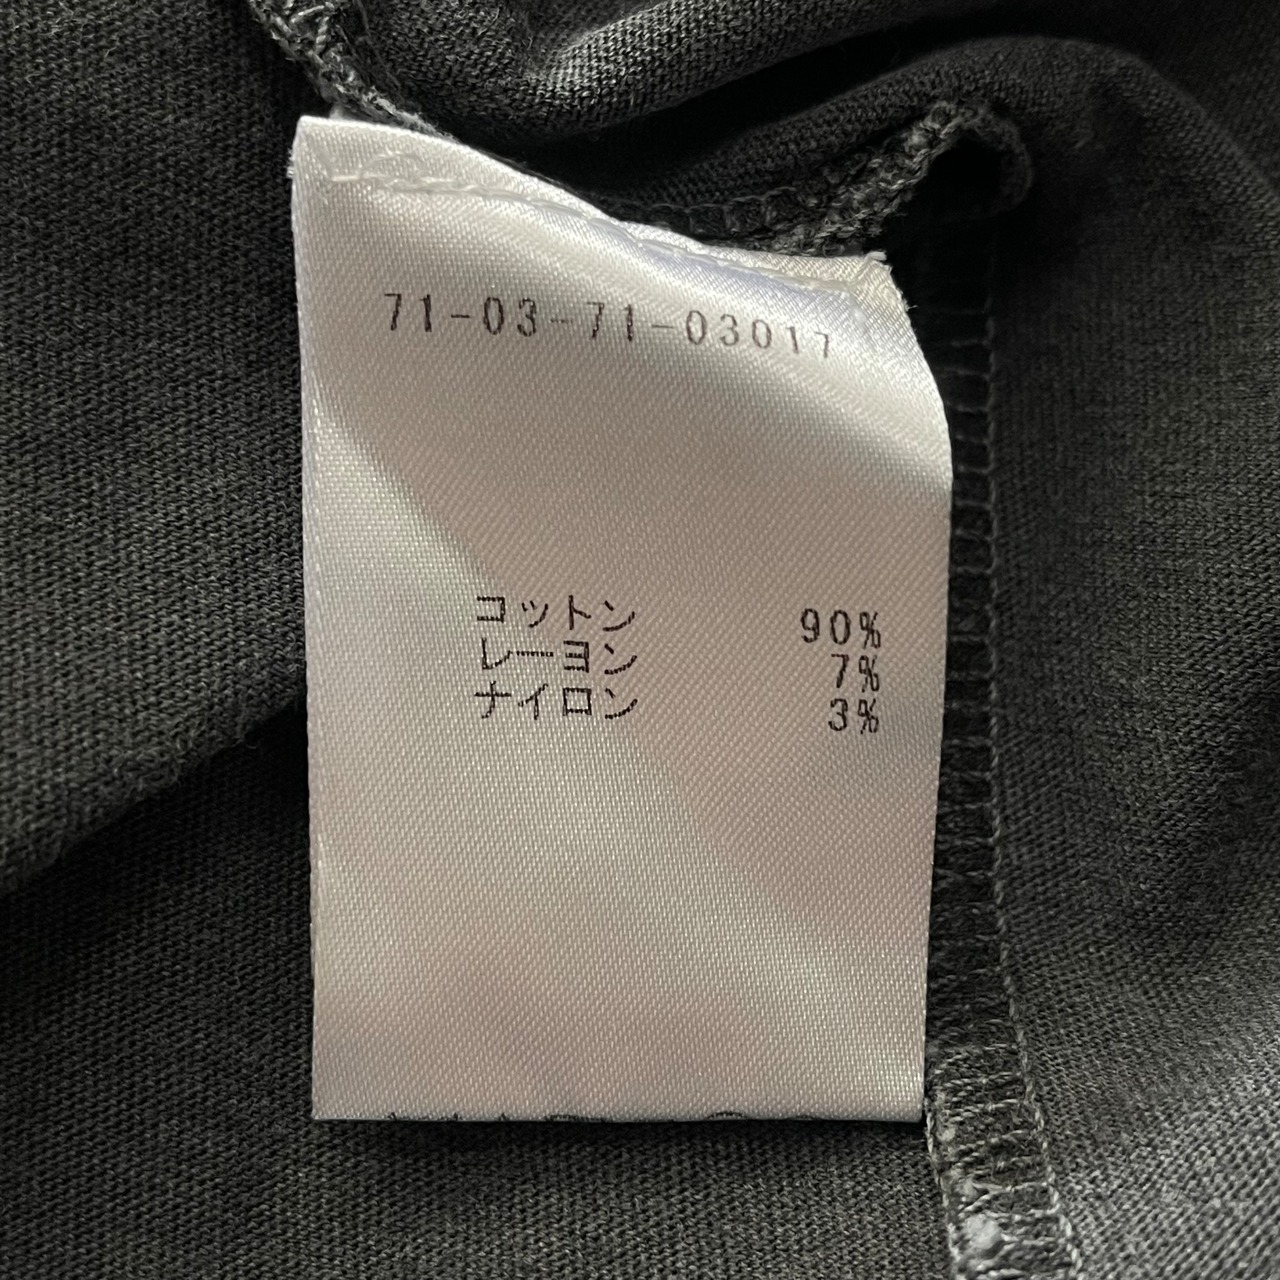 71-03-71-03017
コットン 90%
レーヨン 7%
ナイロン 3%